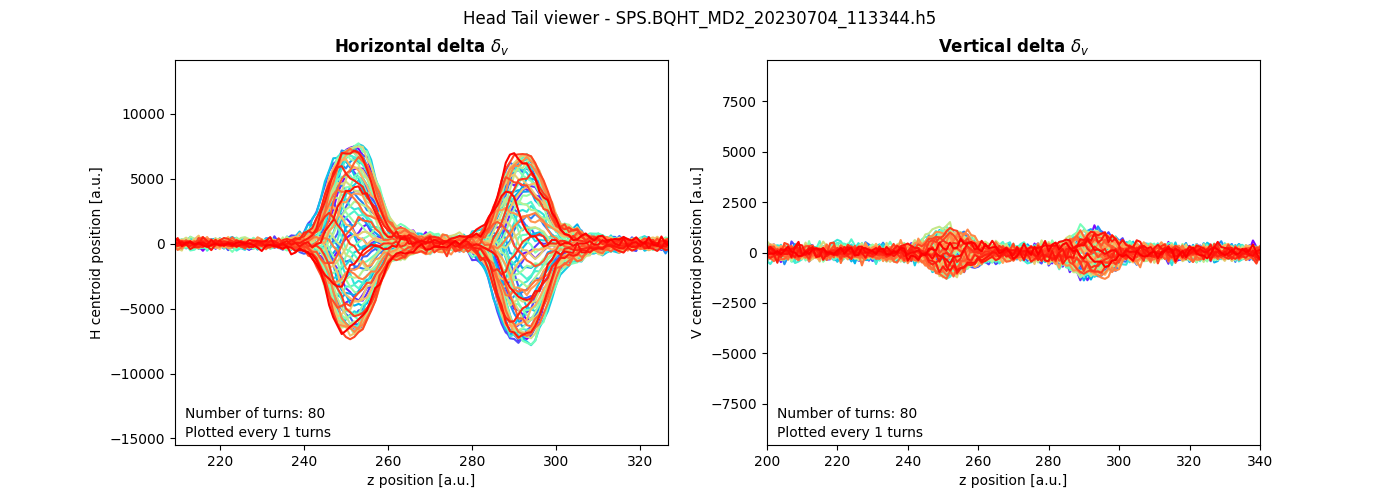 Head Tail viewer - SPS.BQHT_MD2_20230704_113344.h5
Horizontal delta δᵥ
H centroid position [a.u.]
10000
5000
0
−5000
−10000
−15000
Number of turns: 80
Plotted every 1 turns
220 240 260 280 300 320
z position [a.u.]
Vertical delta δᵥ
V centroid position [a.u.]
7500
5000
2500
0
−2500
−5000
−7500
Number of turns: 80
Plotted every 1 turns
200 220 240 260 280 300 320 340
z position [a.u.]